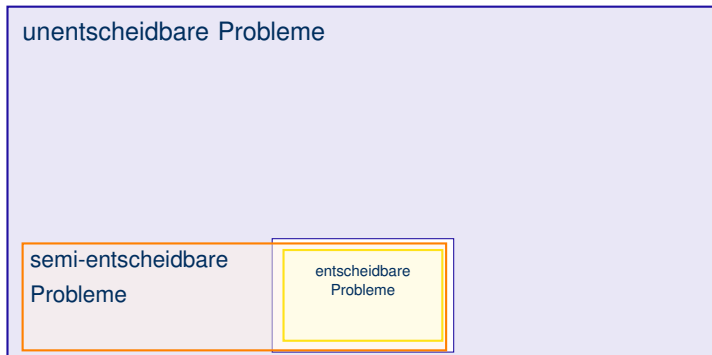 unentscheidbare Probleme
semi-entscheidbare
Probleme
entscheidbare
Probleme